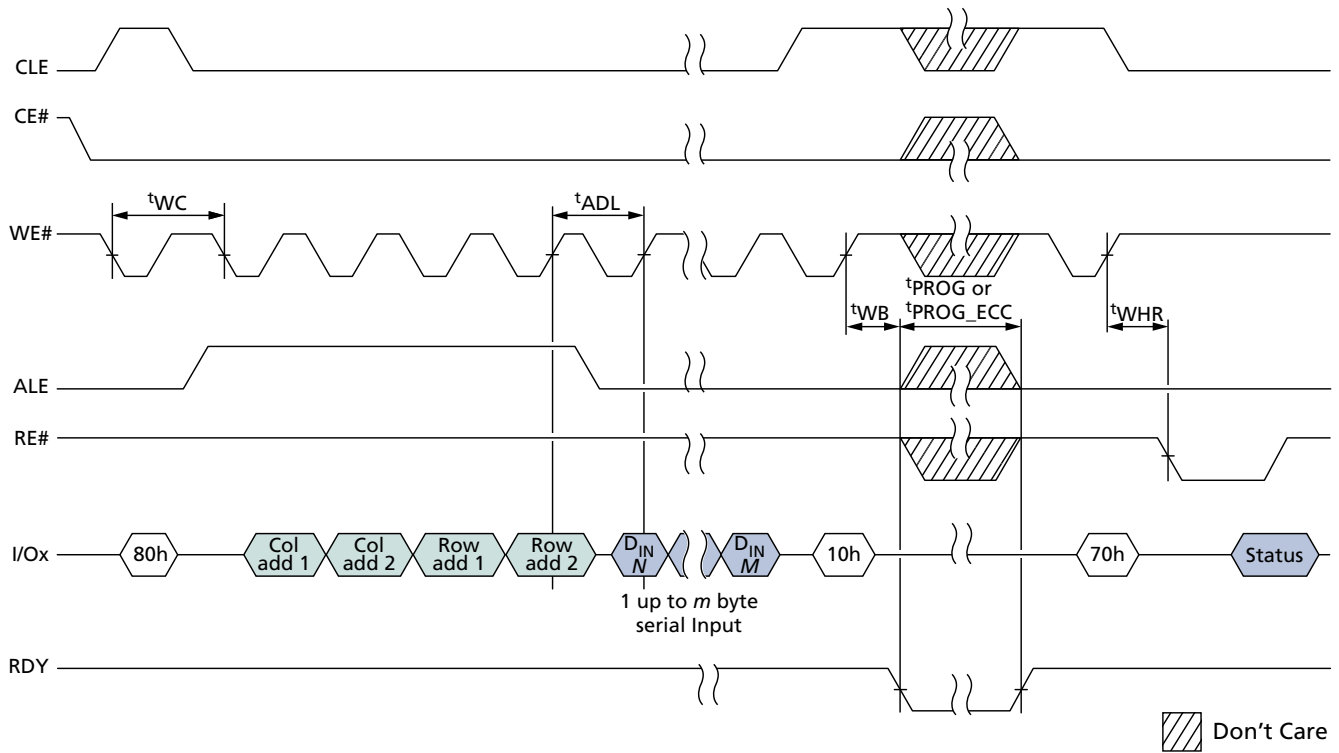 CLE
CE#
tWC
tADL
WE#
tPROG or
tWB
tPROG_ECC
tWHR
ALE
RE#
I/Ox
80h
Col
add 1
Col
add 2
Row
add 1
Row
add 2
DIN
N
DIN
M
10h
70h
Status
1 up to m byte
serial Input
RDY
Don't Care